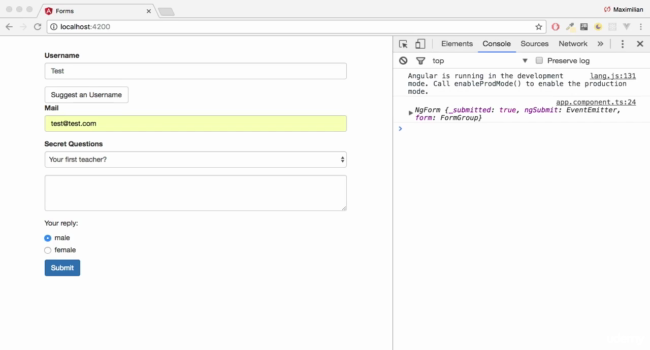 Forms
Maximilian
localhost:4200
Username
Test
Suggest an Username
Mail
test@test.com
Secret Questions
Your first teacher?
Your reply:
male
female
Submit
Elements Console Sources Network »
top Preserve log
Angular is running in the development lang.js:131
mode. Call enableProdMode() to enable the production
mode.
app.component.ts:24
NgForm {_submitted: true, ngSubmit: EventEmitter,
form: FormGroup}